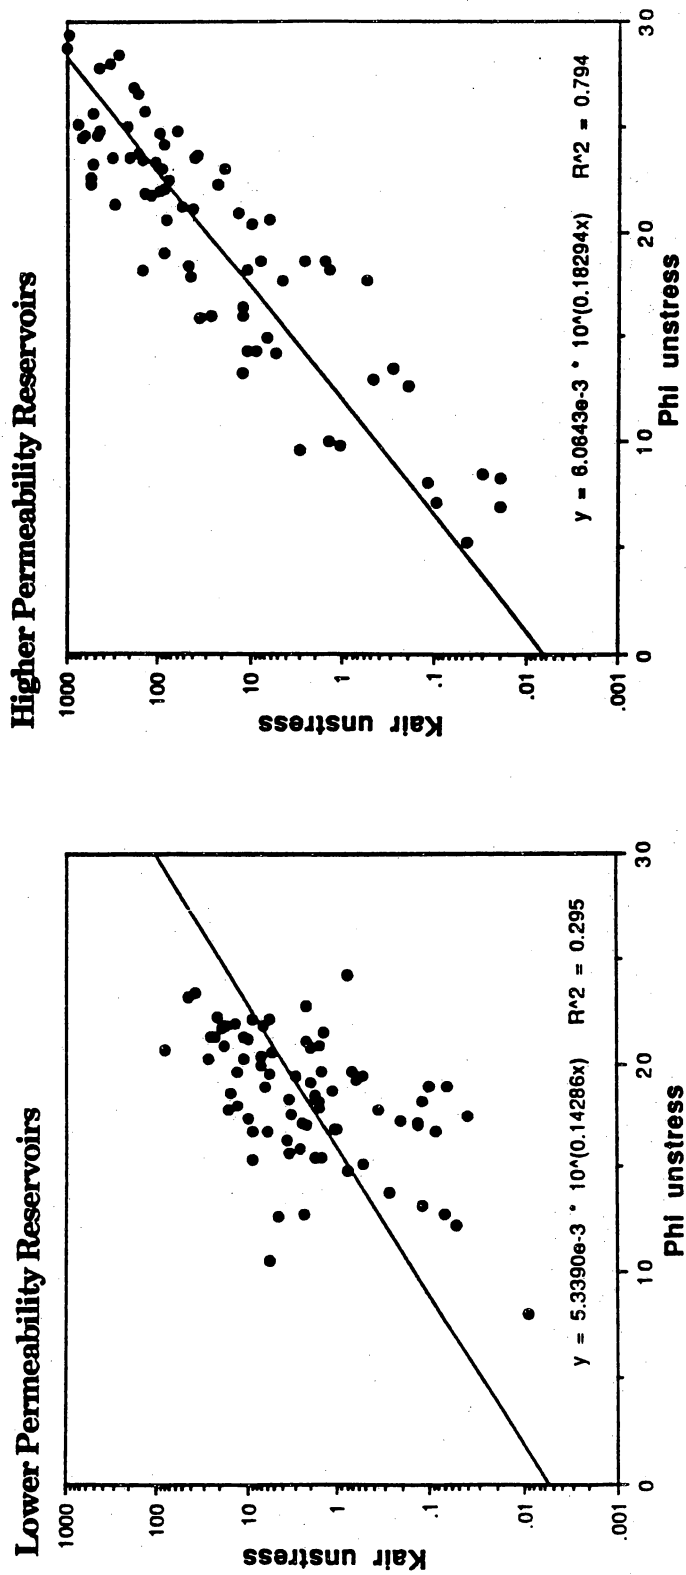 Lower Permeability Reservoirs
1000
100
10
1
.1
.01
.001
Kair unstress
y = 5.3390e-3 * 10^(0.14286x) R^2 = 0.295
0
10
20
30
Phi unstress
Higher Permeability Reservoirs
1000
100
10
1
.1
.01
.001
Kair unstress
y = 6.0643e-3 * 10^(0.18294x) R^2 = 0.794
0
10
20
30
Phi unstress